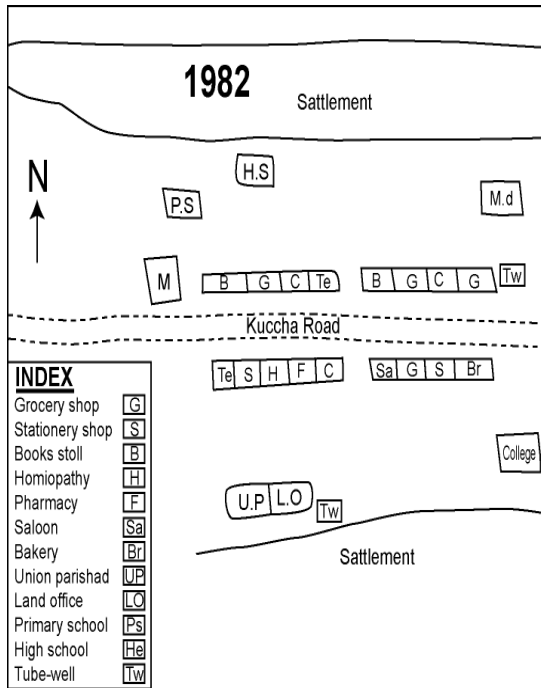 1982
Sattlement
N
H.S
P.S
M.d
M
B G C Te
B G C G
Tw
Kuccha Road
Te S H F C
Sa G S Br
INDEX
Grocery shop G
Stationery shop S
Books stoll B
Homiopathy H
Pharmacy F
Saloon Sa
Bakery Br
Union parishad UP
Land office LO
Primary school Ps
High school He
Tube-well Tw
College
U.P L.O
Tw
Sattlement